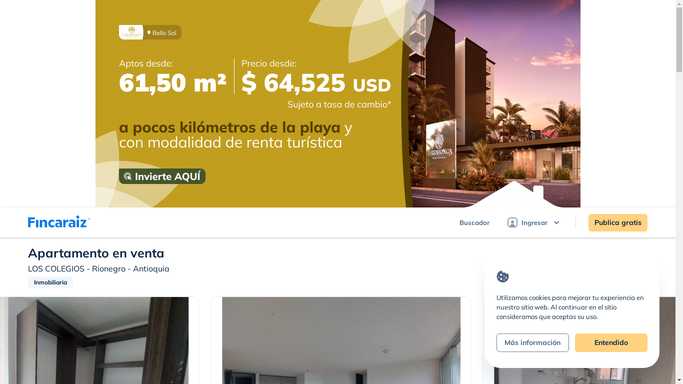 Bello Sol
Aptos desde:
61,50 m²
Precio desde:
$ 64,525 USD
Sujeto a tasa de cambio*
a pocos kilómetros de la playa y
con modalidad de renta turística
Invierte AQUÍ
Fincaraiz
Buscador
Ingresar
Publica gratis
Apartamento en venta
LOS COLEGIOS - Rionegro - Antioquia
Inmobiliaria
Utilizamos cookies para mejorar tu experiencia en
nuestro sitio web. Al continuar en el sitio
consideramos que aceptas su uso.
Más información
Entendido